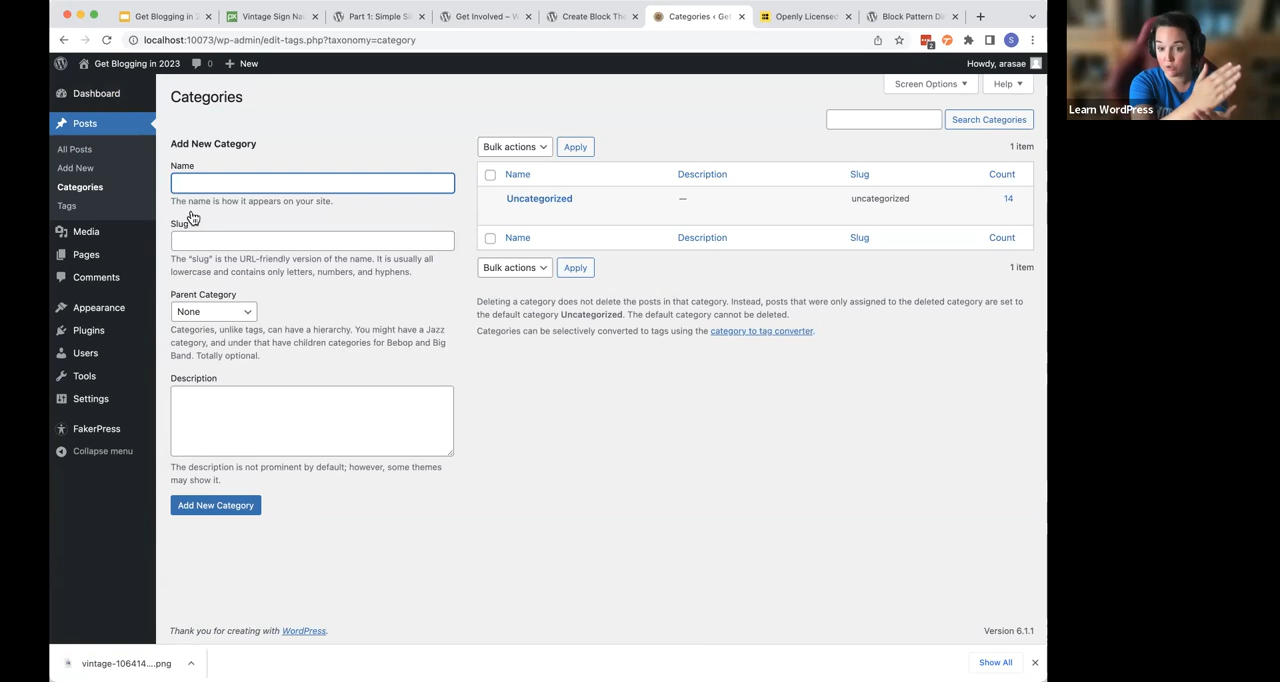 Get Blogging in 2
Vintage Sign Na
Part 1: Simple S
Get Involved – W
Create Block The
Categories ‹ Ge
Openly Licensed
Block Pattern Di
localhost:10073/wp-admin/edit-tags.php?taxonomy=category
2
S
Get Blogging in 2023
0
New
Howdy, arasae
Learn WordPress
Dashboard
Posts
All Posts
Add New
Categories
Tags
Media
Pages
Comments
Appearance
Plugins
Users
Tools
Settings
FakerPress
Collapse menu
Categories
Screen Options
Help
Search Categories
Add New Category
Name
The name is how it appears on your site.
Slug
The “slug” is the URL-friendly version of the name. It is usually all
lowercase and contains only letters, numbers, and hyphens.
Parent Category
None
Categories, unlike tags, can have a hierarchy. You might have a Jazz
category, and under that have children categories for Bebop and Big
Band. Totally optional.
Description
The description is not prominent by default; however, some themes
may show it.
Add New Category
Bulk actions Apply 1 item
Name Description Slug Count
Uncategorized — uncategorized 14
Name Description Slug Count
Bulk actions Apply 1 item
Deleting a category does not delete the posts in that category. Instead, posts that were only assigned to the deleted category are set to
the default category Uncategorized. The default category cannot be deleted.
Categories can be selectively converted to tags using the category to tag converter.
Thank you for creating with WordPress.
Version 6.1.1
vintage-106414....png
Show All